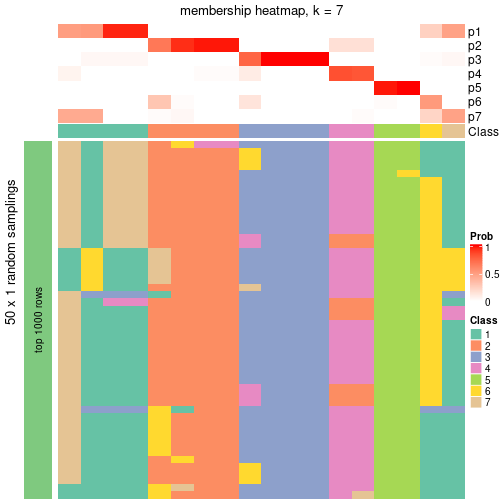 membership heatmap, k = 7
p1
p2
p3
p4
p5
p6
p7
Class
50 x 1 random samplings
top 1000 rows
Prob
1
0.5
0
Class
1
2
3
4
5
6
7